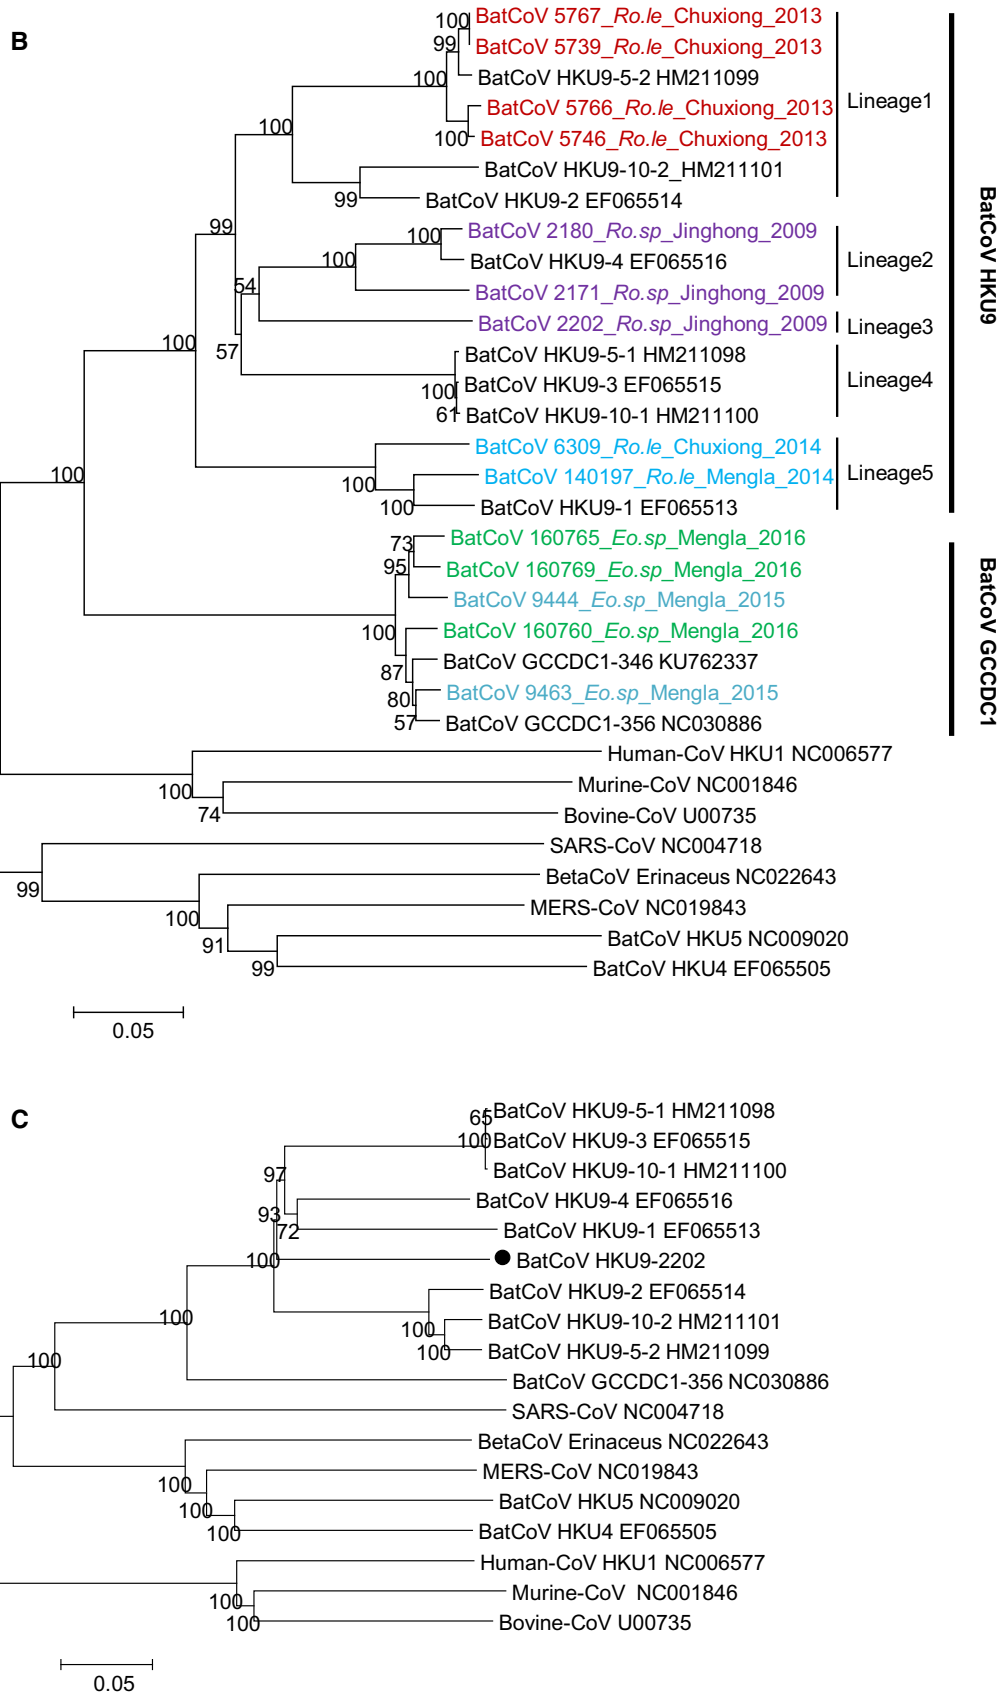 B
100
BatCoV 5767_Ro.le_Chuxiong_2013
99
BatCoV 5739_Ro.le_Chuxiong_2013
100
BatCoV HKU9-5-2 HM211099
BatCoV 5766_Ro.le_Chuxiong_2013
Lineage1
100
100
BatCoV 5746_Ro.le_Chuxiong_2013
BatCoV HKU9-10-2_HM211101
99
BatCoV HKU9-2 EF065514
BatCoV HKU9
99
100
BatCoV 2180_Ro.sp_Jinghong_2009
100
BatCoV HKU9-4 EF065516
Lineage2
54
BatCoV 2171_Ro.sp_Jinghong_2009
BatCoV 2202_Ro.sp_Jinghong_2009
Lineage3
100
57
BatCoV HKU9-5-1 HM211098
100
BatCoV HKU9-3 EF065515
Lineage4
61
BatCoV HKU9-10-1 HM211100
BatCoV 6309_Ro.le_Chuxiong_2014
100
100
BatCoV 140197_Ro.le_Mengla_2014
Lineage5
100
BatCoV HKU9-1 EF065513
73
BatCoV 160765_Eo.sp_Mengla_2016
95
BatCoV 160769_Eo.sp_Mengla_2016
BatCoV 9444_Eo.sp_Mengla_2015
100
BatCoV 160760_Eo.sp_Mengla_2016
BatCoV GCCDC1
87
BatCoV GCCDC1-346 KU762337
80
BatCoV 9463_Eo.sp_Mengla_2015
57
BatCoV GCCDC1-356 NC030886
Human-CoV HKU1 NC006577
100
Murine-CoV NC001846
74
Bovine-CoV U00735
SARS-CoV NC004718
99
BetaCoV Erinaceus NC022643
100
MERS-CoV NC019843
91
BatCoV HKU5 NC009020
99
BatCoV HKU4 EF065505
0.05
C
65
BatCoV HKU9-5-1 HM211098
100
BatCoV HKU9-3 EF065515
BatCoV HKU9-10-1 HM211100
97
BatCoV HKU9-4 EF065516
93
72
BatCoV HKU9-1 EF065513
100
BatCoV HKU9-2202
BatCoV HKU9-2 EF065514
100
100
BatCoV HKU9-10-2 HM211101
100
BatCoV HKU9-5-2 HM211099
100
BatCoV GCCDC1-356 NC030886
SARS-CoV NC004718
BetaCoV Erinaceus NC022643
100
MERS-CoV NC019843
100
BatCoV HKU5 NC009020
100
BatCoV HKU4 EF065505
Human-CoV HKU1 NC006577
100
Murine-CoV NC001846
100
Bovine-CoV U00735
0.05